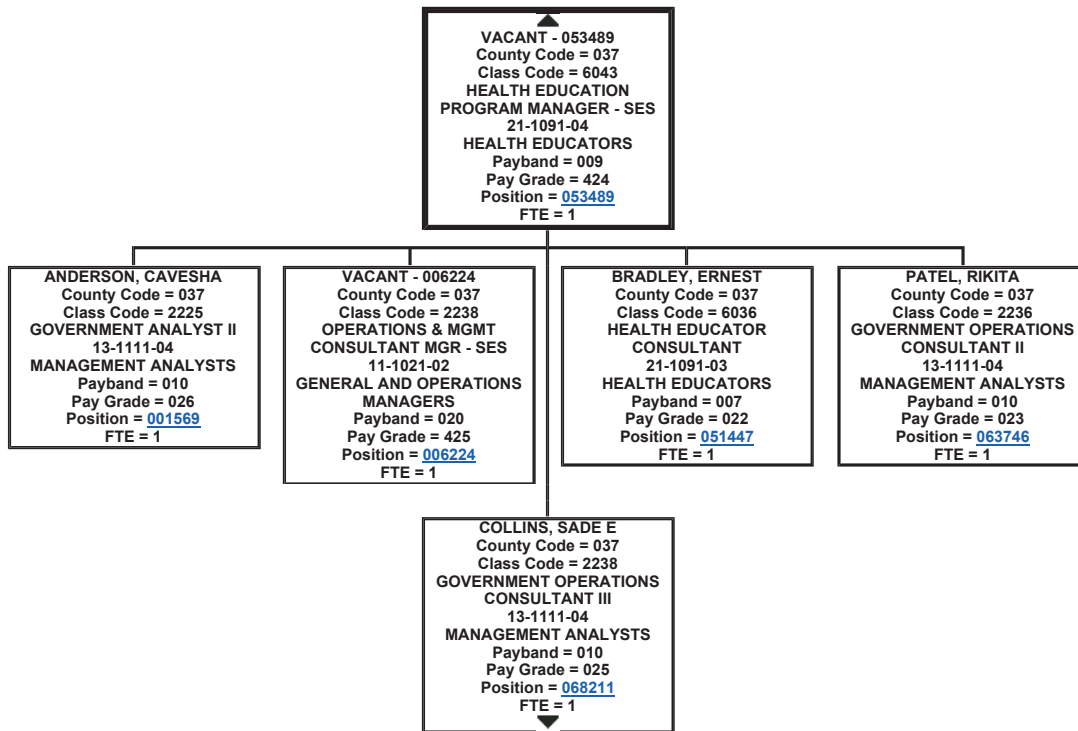 VACANT - 053489
County Code = 037
Class Code = 6043
HEALTH EDUCATION
PROGRAM MANAGER - SES
21-1091-04
HEALTH EDUCATORS
Payband = 009
Pay Grade = 424
Position = 053489
FTE = 1
ANDERSON, CAVESHA
County Code = 037
Class Code = 2225
GOVERNMENT ANALYST II
13-1111-04
MANAGEMENT ANALYSTS
Payband = 010
Pay Grade = 026
Position = 001569
FTE = 1
VACANT - 006224
County Code = 037
Class Code = 2238
OPERATIONS & MGMT
CONSULTANT MGR - SES
11-1021-02
GENERAL AND OPERATIONS
MANAGERS
Payband = 020
Pay Grade = 425
Position = 006224
FTE = 1
BRADLEY, ERNEST
County Code = 037
Class Code = 6036
HEALTH EDUCATOR
CONSULTANT
21-1091-03
HEALTH EDUCATORS
Payband = 007
Pay Grade = 022
Position = 051447
FTE = 1
PATEL, RIKITA
County Code = 037
Class Code = 2236
GOVERNMENT OPERATIONS
CONSULTANT II
13-1111-04
MANAGEMENT ANALYSTS
Payband = 010
Pay Grade = 023
Position = 063746
FTE = 1
COLLINS, SADE E
County Code = 037
Class Code = 2238
GOVERNMENT OPERATIONS
CONSULTANT III
13-1111-04
MANAGEMENT ANALYSTS
Payband = 010
Pay Grade = 025
Position = 068211
FTE = 1